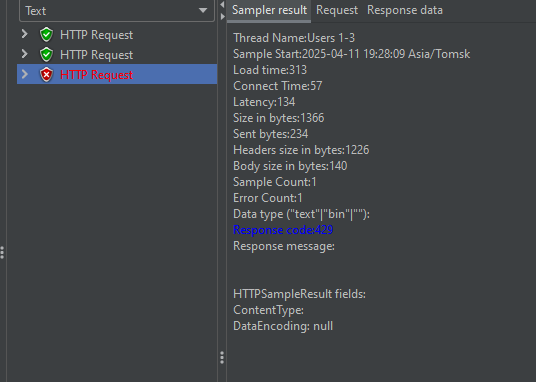 Text
HTTP Request
HTTP Request
HTTP Request
Sampler result Request Response data
Thread Name:Users 1-3
Sample Start:2025-04-11 19:28:09 Asia/Tomsk
Load time:313
Connect Time:57
Latency:134
Size in bytes:1366
Sent bytes:234
Headers size in bytes:1226
Body size in bytes:140
Sample Count:1
Error Count:1
Data type ("text"|"bin"|""):
Response code:429
Response message:
HTTPSampleResult fields:
ContentType:
DataEncoding: null